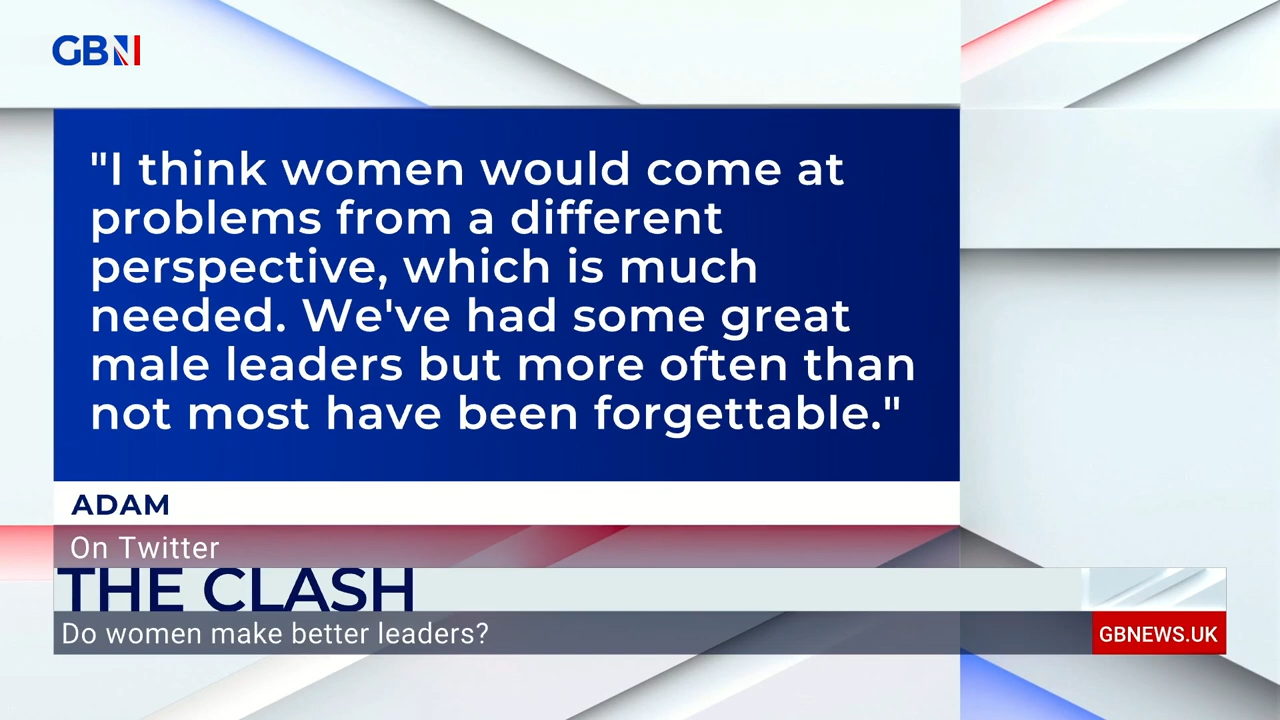 GBN
"I think women would come at
problems from a different
perspective, which is much
needed. We've had some great
male leaders but more often than
not most have been forgettable."
ADAM
On Twitter
THE CLASH
Do women make better leaders?
GBNEWS.UK